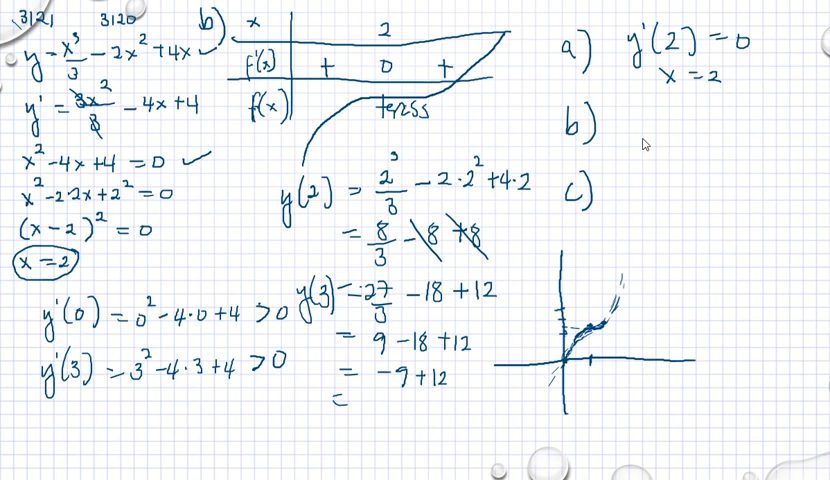 3121 3120
y = x³/3 - 2x² + 4x
y' = 3x²/3 - 4x + 4
x² - 4x + 4 = 0
x² - 2·2x + 2² = 0
(x - 2)² = 0
x = 2
y'(0) = 0² - 4·0 + 4 > 0
y'(3) = 3² - 4·3 + 4 > 0
b)
x 2
f'(x) + 0 +
f(x)
y(2) = 2³/3 - 2·2² + 4·2
= 8/3 - 8 + 8
y(3) = 27/3 - 18 + 12
= 9 - 18 + 12
= -9 + 12
=
a) y'(2) = 0
x = 2
b)
c)